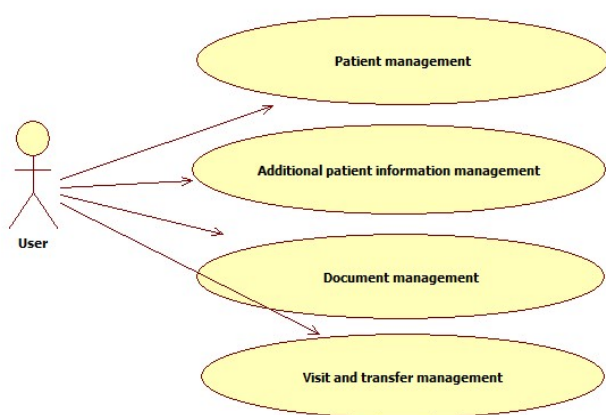 Patient management
Additional patient information management
User
Document management
Visit and transfer management